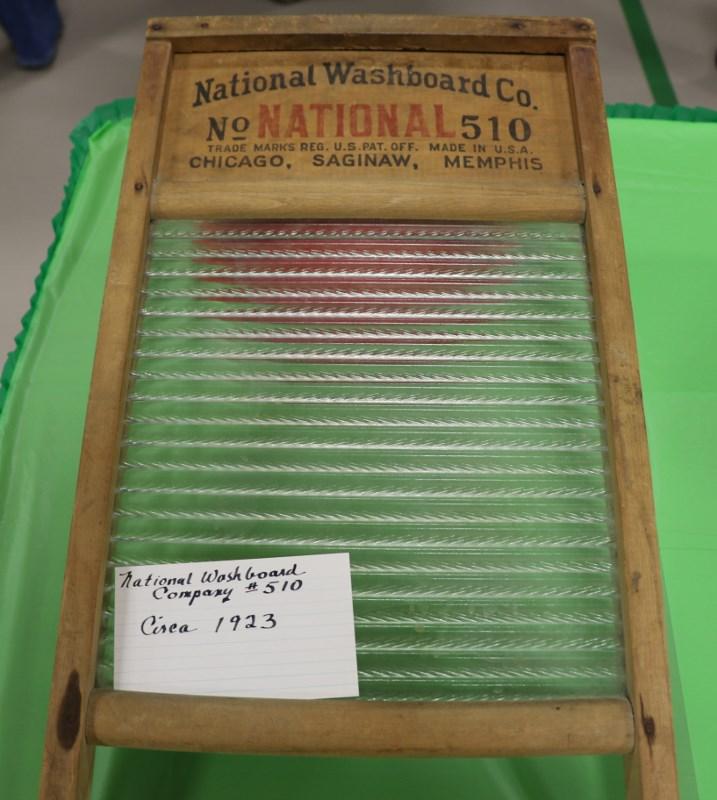 National Washboard Co.
No NATIONAL 510
TRADE MARKS REG. U.S. PAT. OFF. MADE IN U.S.A.
CHICAGO, SAGINAW, MEMPHIS
National Washboard
Company # 510
Circa 1923